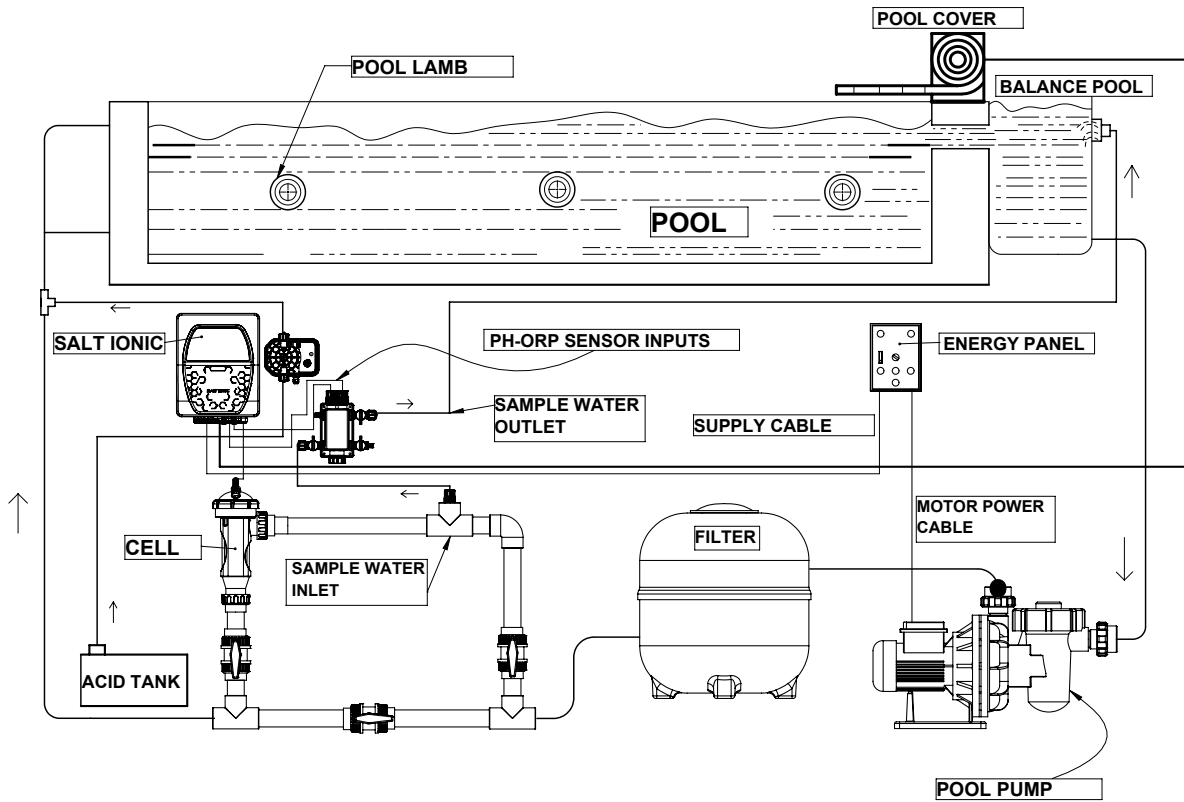 POOL COVER
POOL LAMB
BALANCE POOL
POOL
SALT IONIC
PH-ORP SENSOR INPUTS
ENERGY PANEL
SAMPLE WATER
OUTLET
SUPPLY CABLE
MOTOR POWER
CABLE
FILTER
CELL
SAMPLE WATER
INLET
ACID TANK
POOL PUMP